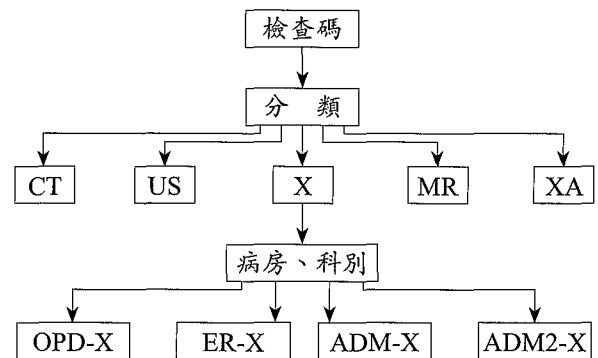 檢查碼
分 類
CT US X MR XA
病房、科別
OPD-X ER-X ADM-X ADM2-X